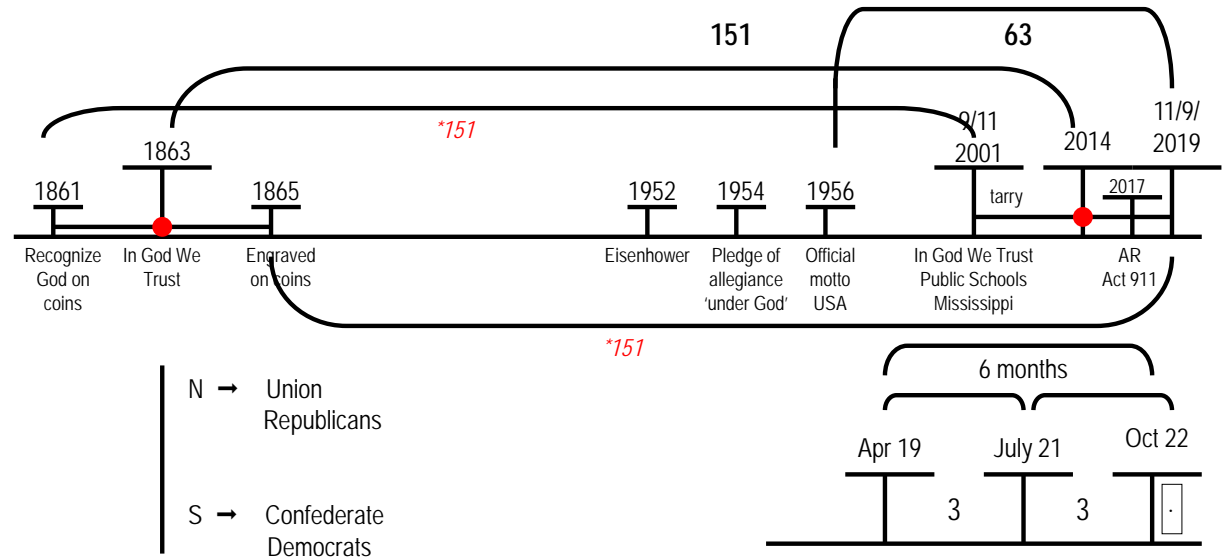 151
63
*151
9/11
2001
11/9/
2019
1863
2014
1861
1865
1952
1954
1956
tarry
2017
Recognize
God on
coins
In God We
Trust
Engraved
on coins
Eisenhower
Pledge of
allegiance
'under God'
Official
motto
USA
In God We Trust
Public Schools
Mississippi
AR
Act 911
*151
N → Union
Republicans
S → Confederate
Democrats
6 months
Apr 19
July 21
Oct 22
3
3